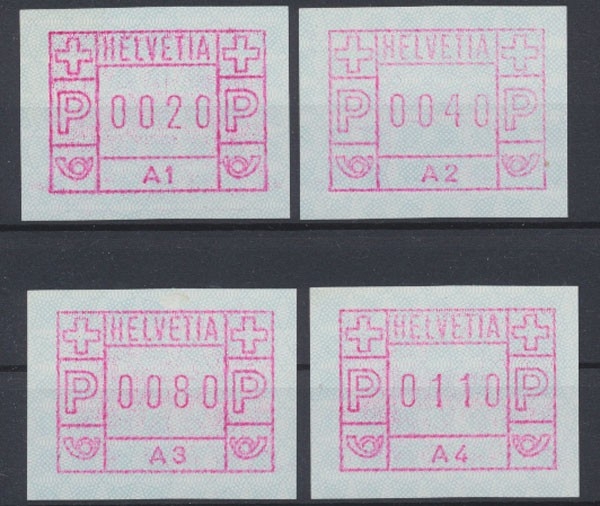 HELVETIA
P 0020 P
A1
HELVETIA
P 0040 P
A2
HELVETIA
P 0080 P
A3
HELVETIA
P 0110 P
A4